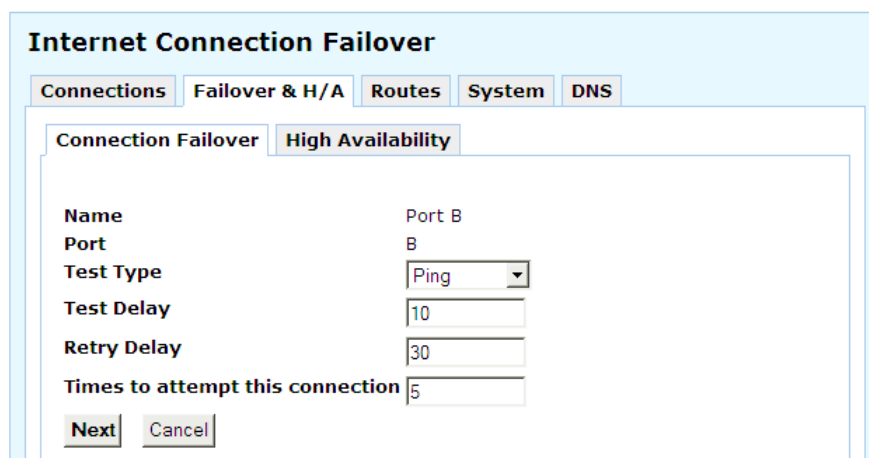 Internet Connection Failover
Connections Failover & H/A Routes System DNS
Connection Failover High Availability
Name Port B
Port B
Test Type Ping
Test Delay 10
Retry Delay 30
Times to attempt this connection 5
Next Cancel